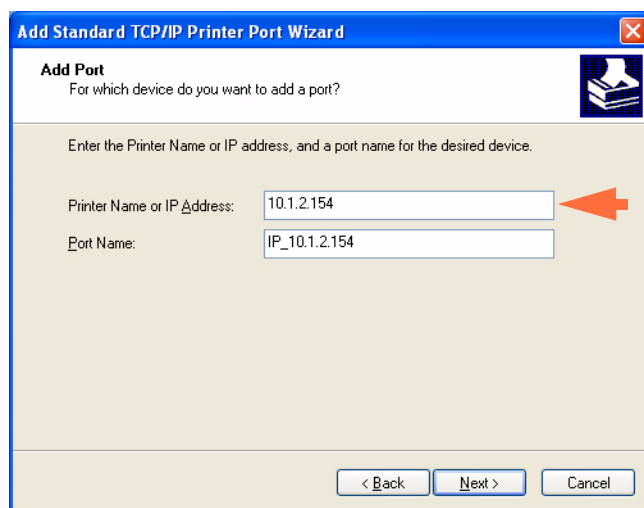 Add Standard TCP/IP Printer Port Wizard
Add Port
For which device do you want to add a port?
Enter the Printer Name or IP address, and a port name for the desired device.
Printer Name or IP Address: 10.1.2.154
Port Name: IP_10.1.2.154
< Back Next > Cancel